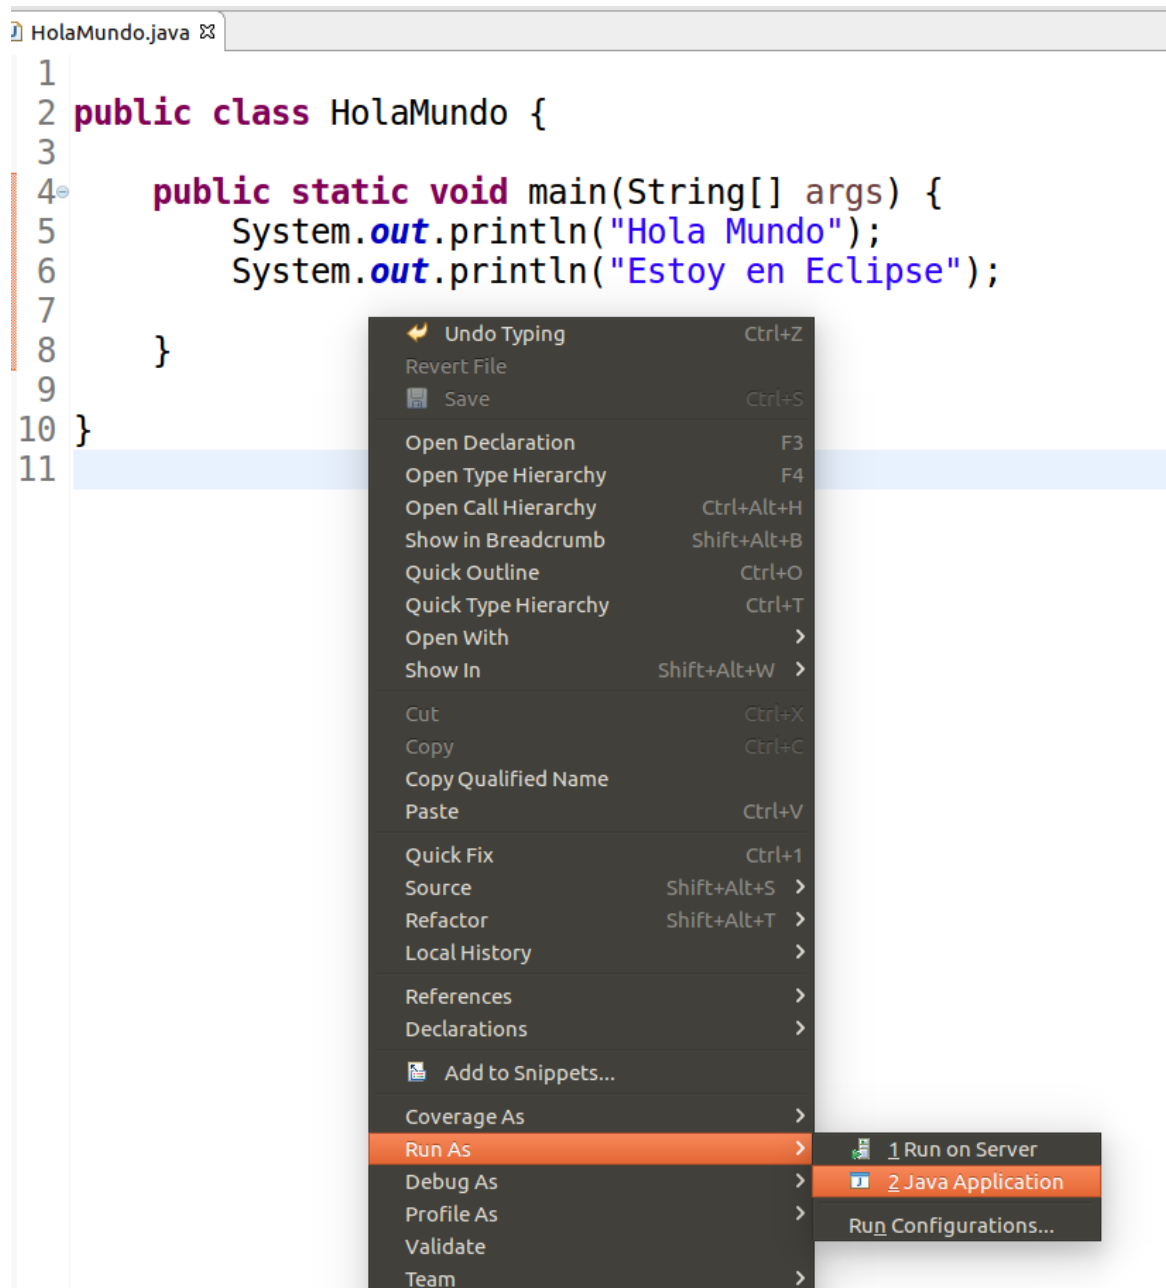 HolaMundo.java
1
2 public class HolaMundo {
3
4 public static void main(String[] args) {
5 System.out.println("Hola Mundo");
6 System.out.println("Estoy en Eclipse");
7
8 }
9
10 }
11
Undo Typing Ctrl+Z
Revert File
Save Ctrl+S
Open Declaration F3
Open Type Hierarchy F4
Open Call Hierarchy Ctrl+Alt+H
Show in Breadcrumb Shift+Alt+B
Quick Outline Ctrl+O
Quick Type Hierarchy Ctrl+T
Open With
Show In Shift+Alt+W
Cut Ctrl+X
Copy Ctrl+C
Copy Qualified Name
Paste Ctrl+V
Quick Fix Ctrl+1
Source Shift+Alt+S
Refactor Shift+Alt+T
Local History
References
Declarations
Add to Snippets...
Coverage As
Run As
Debug As
Profile As
Validate
Team
1 Run on Server
2 Java Application
Run Configurations...